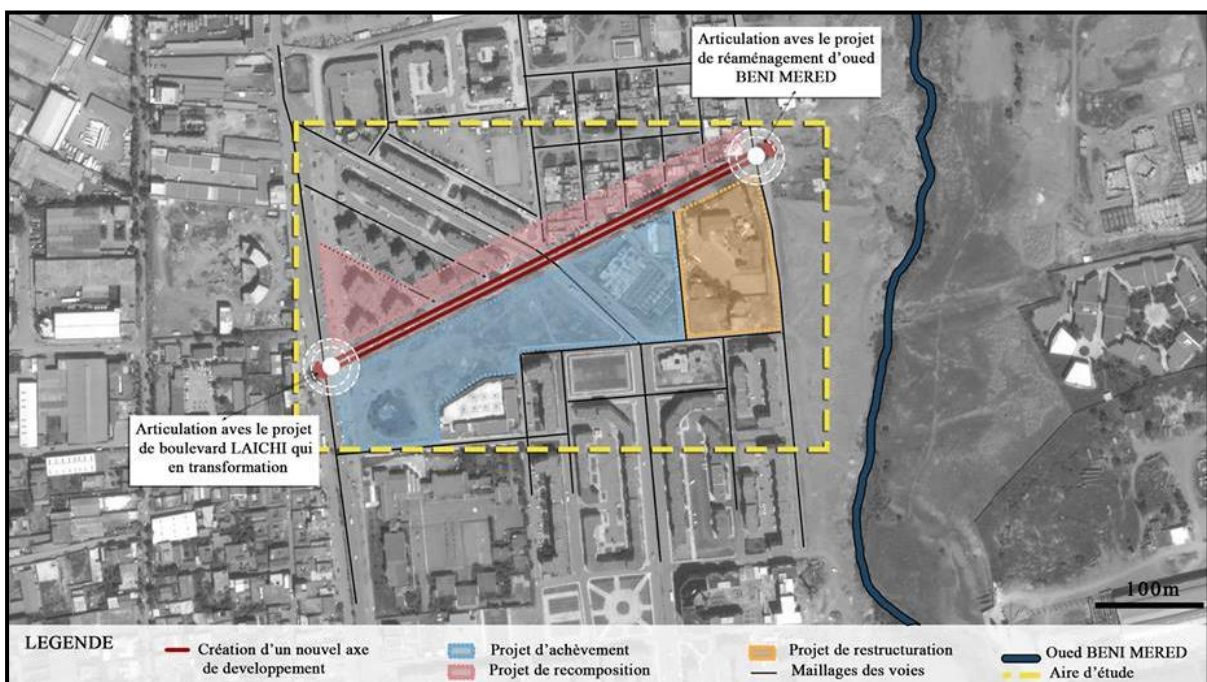 Articulation aves le projet
de réaménagement d'oued
BENI MERED
Articulation aves le projet
de boulevard LAICHI qui
en transformation
100m
LEGENDE
Création d'un nouvel axe
de developpement
Projet d'achèvement
Projet de recomposition
Projet de restructuration
Maillages des voies
Oued BENI MERED
Aire d'étude